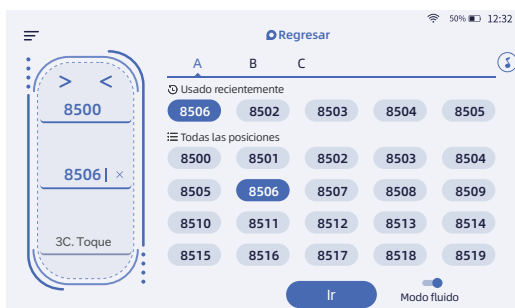 50% 12:32
Regresar
> <
8500
8506 ×
3C. Toque
A B C
Usado recientemente
8506 8502 8503 8504 8505
Todas las posiciones
8500 8501 8502 8503 8504
8505 8506 8507 8508 8509
8510 8511 8512 8513 8514
8515 8516 8517 8518 8519
Ir
Modo fluido